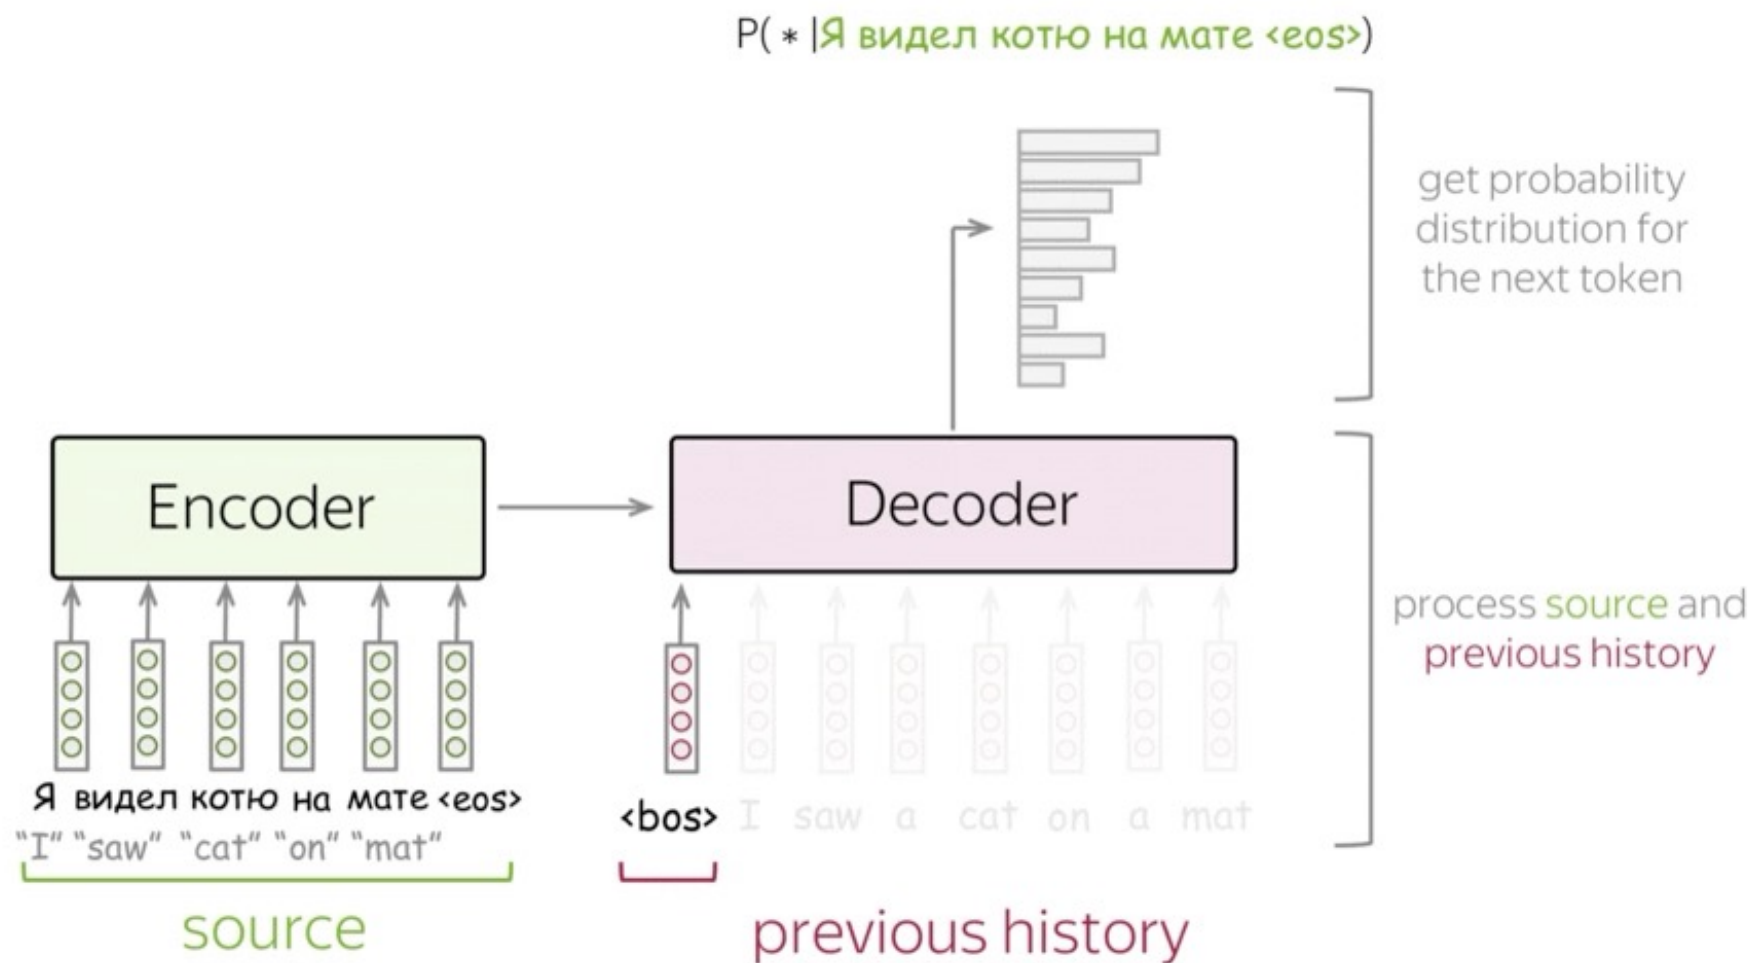 P( * |Я видел котю на мате <eos>)
get probability
distribution for
the next token
Encoder
Decoder
process source and
previous history
Я видел котю на мате <eos>
"I" "saw" "cat" "on" "mat"
<bos> I saw a cat on a mat
source
previous history